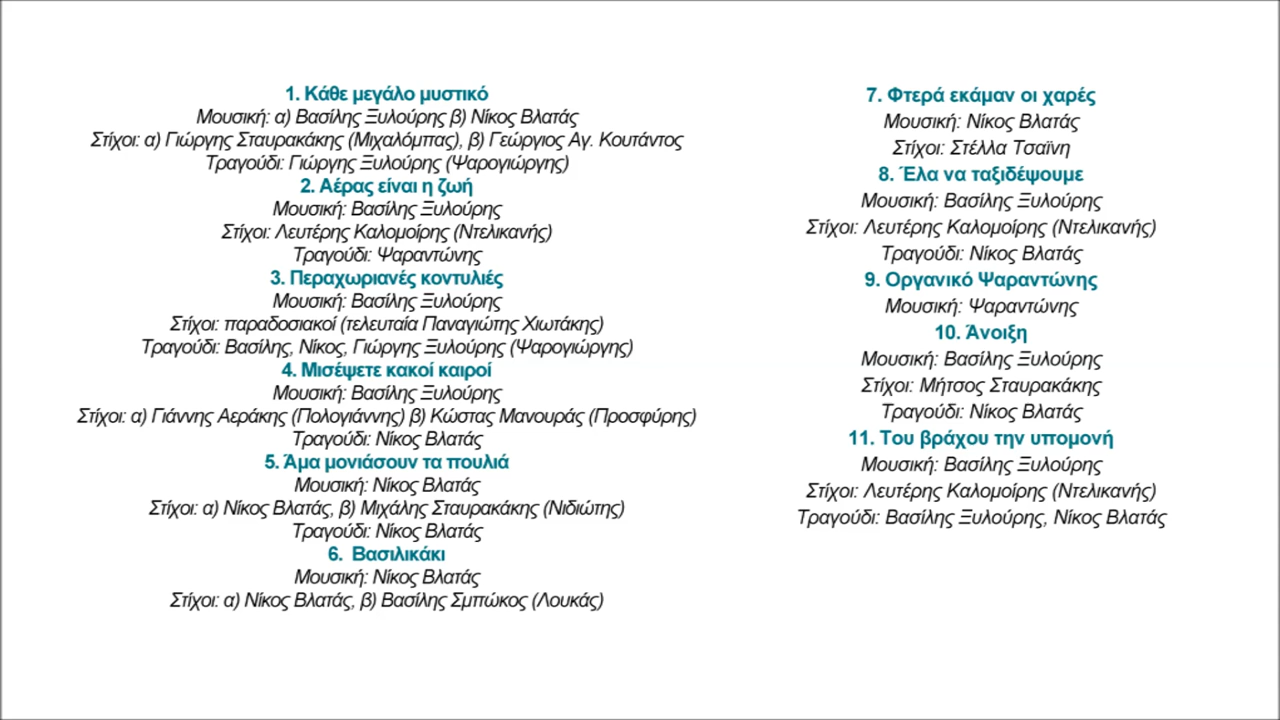 1. Κάθε μεγάλο μυστικό
Μουσική: α) Βασίλης Ξυλούρης β) Νίκος Βλατάς
Στίχοι: α) Γιώργης Σταυρακάκης (Μιχαλόμπας), β) Γεώργιος Αγ. Κουτάντος
Τραγούδι: Γιώργης Ξυλούρης (Ψαρογιώργης)
2. Αέρας είναι η ζωή
Μουσική: Βασίλης Ξυλούρης
Στίχοι: Λευτέρης Καλομοίρης (Ντελικανής)
Τραγούδι: Ψαραντώνης
3. Περαχωριανές κοντυλιές
Μουσική: Βασίλης Ξυλούρης
Στίχοι: παραδοσιακοί (τελευταία Παναγιώτης Χιωτάκης)
Τραγούδι: Βασίλης, Νίκος, Γιώργης Ξυλούρης (Ψαρογιώργης)
4. Μισέψετε κακοί καιροί
Μουσική: Βασίλης Ξυλούρης
Στίχοι: α) Γιάννης Αεράκης (Πολογιάννης) β) Κώστας Μανουράς (Προσφύρης)
Τραγούδι: Νίκος Βλατάς
5. Άμα μονιάσουν τα πουλιά
Μουσική: Νίκος Βλατάς
Στίχοι: α) Νίκος Βλατάς, β) Μιχάλης Σταυρακάκης (Νιδιώτης)
Τραγούδι: Νίκος Βλατάς
6. Βασιλικάκι
Μουσική: Νίκος Βλατάς
Στίχοι: α) Νίκος Βλατάς, β) Βασίλης Σμπώκος (Λουκάς)
7. Φτερά εκάμαν οι χαρές
Μουσική: Νίκος Βλατάς
Στίχοι: Στέλλα Τσαϊνη
8. Έλα να ταξιδέψουμε
Μουσική: Βασίλης Ξυλούρης
Στίχοι: Λευτέρης Καλομοίρης (Ντελικανής)
Τραγούδι: Νίκος Βλατάς
9. Οργανικό Ψαραντώνης
Μουσική: Ψαραντώνης
10. Άνοιξη
Μουσική: Βασίλης Ξυλούρης
Στίχοι: Μήτσος Σταυρακάκης
Τραγούδι: Νίκος Βλατάς
11. Του βράχου την υπομονή
Μουσική: Βασίλης Ξυλούρης
Στίχοι: Λευτέρης Καλομοίρης (Ντελικανής)
Τραγούδι: Βασίλης Ξυλούρης, Νίκος Βλατάς